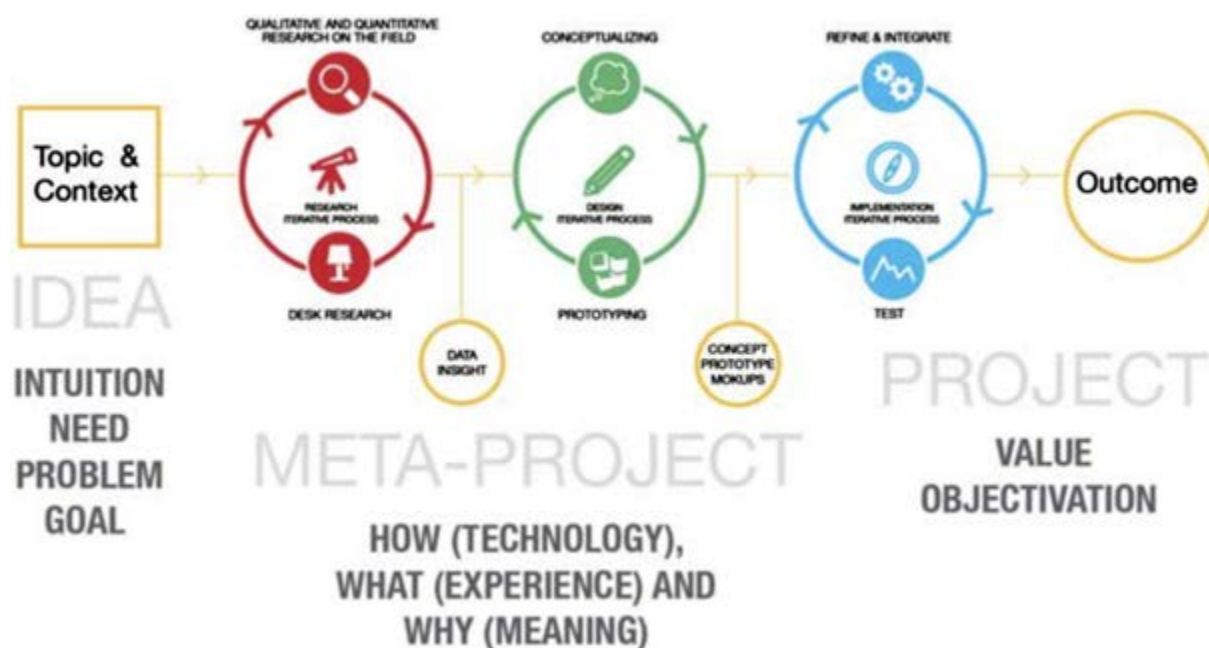 QUALITATIVE AND QUANTITATIVE
RESEARCH ON THE FIELD
CONCEPTUALIZING
REFINE & INTEGRATE
Topic &
Context
RESEARCH
ITERATIVE PROCESS
DESIGN
ITERATIVE PROCESS
IMPLEMENTATION
ITERATIVE PROCESS
Outcome
DESK RESEARCH
PROTOTYPING
TEST
IDEA
INTUITION
NEED
PROBLEM
GOAL
DATA
INSIGHT
CONCEPT
PROTOTYPE
MOKUPS
META-PROJECT
HOW (TECHNOLOGY),
WHAT (EXPERIENCE) AND
WHY (MEANING)
PROJECT
VALUE
OBJECTIVATION